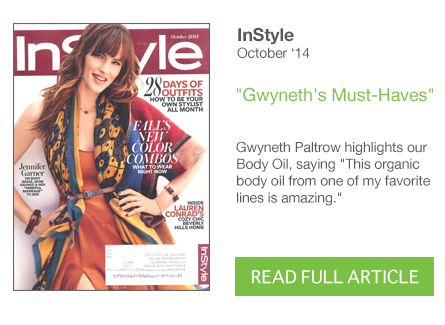 October 2014
InStyle
28 DAYS OF
OUTFITS
HOW TO BE YOUR
OWN STYLIST
ALL MONTH
FALL'S
NEW
COLOR
COMBOS
WHAT TO WEAR
RIGHT NOW
Jennifer
Garner
INSIDE
LAUREN
CONRAD'S
COZY CHIC
BEVERLY
HILLS HOME
InStyle
InStyle
October '14
"Gwyneth's Must-Haves"
Gwyneth Paltrow highlights our
Body Oil, saying "This organic
body oil from one of my favorite
lines is amazing."
READ FULL ARTICLE